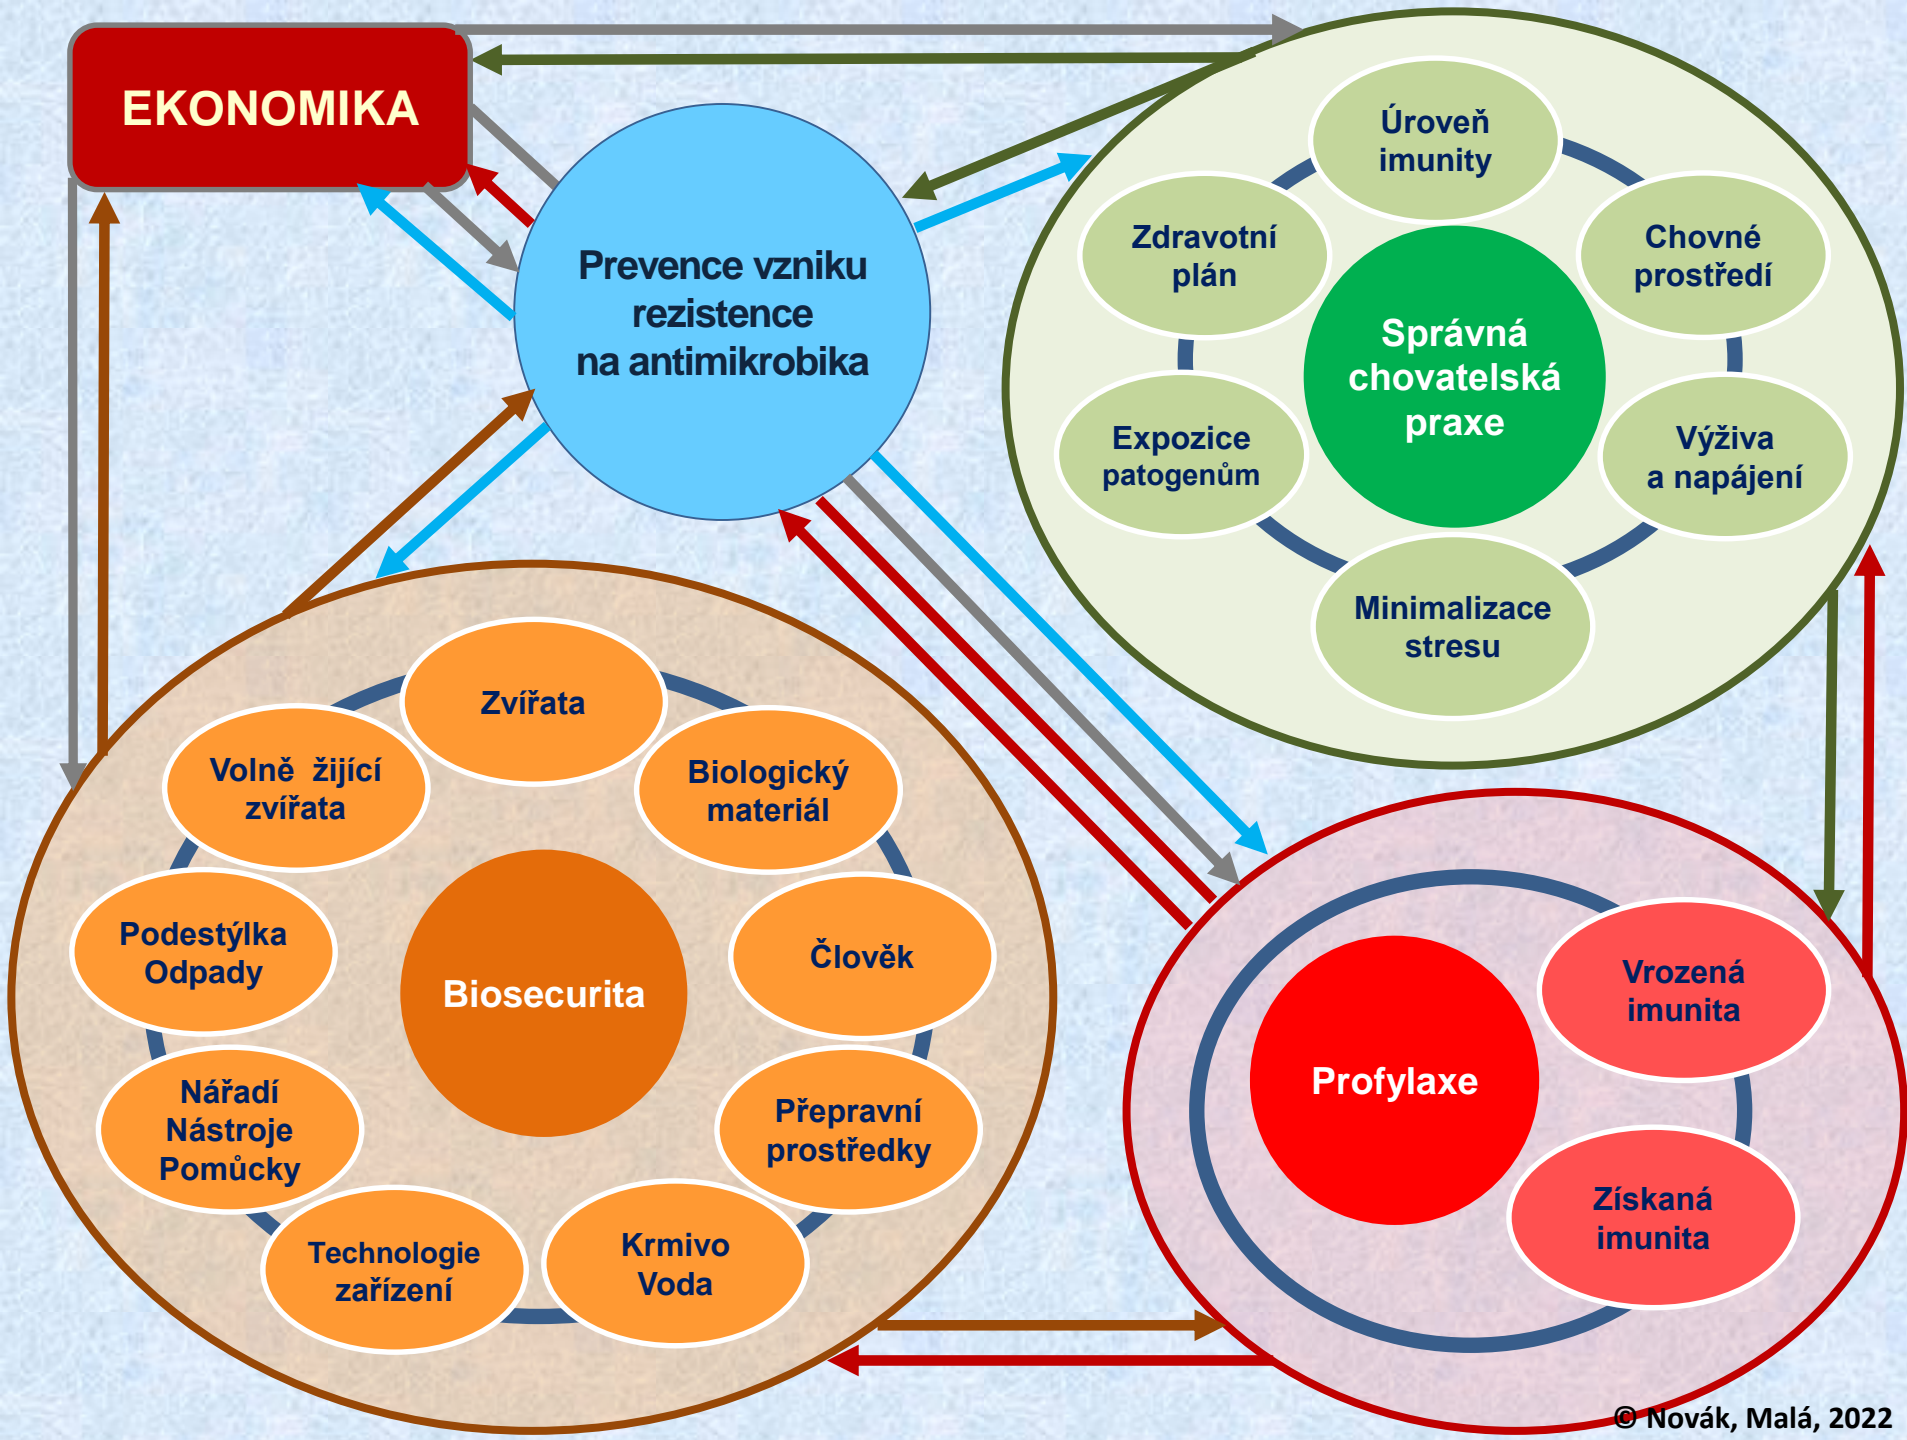 EKONOMIKA
Prevence vzniku
rezistence
na antimikrobika
Úroveň
imunity
Zdravotní
plán
Chovné
prostředí
Správná
chovatelská
praxe
Expozice
patogenům
Výživa
a napájení
Minimalizace
stresu
Zvířata
Volně žijící
zvířata
Biologický
materiál
Podestýlka
Odpady
Člověk
Biosecurita
Nářadí
Nástroje
Pomůcky
Přepravní
prostředky
Technologie
zařízení
Krmivo
Voda
Vrozená
imunita
Profylaxe
Získaná
imunita
© Novák, Malá, 2022